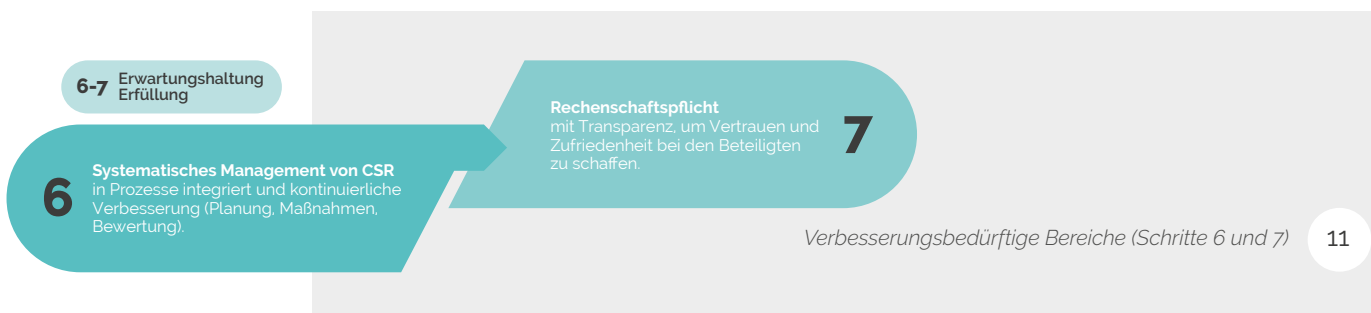 6-7 Erwartungshaltung
Erfüllung
6
Systematisches Management von CSR
in Prozesse integriert und kontinuierliche
Verbesserung (Planung, Maßnahmen,
Bewertung).
Rechenschaftspflicht
mit Transparenz, um Vertrauen und
Zufriedenheit bei den Beteiligten
zu schaffen.
7
Verbesserungsbedürftige Bereiche (Schritte 6 und 7)
11